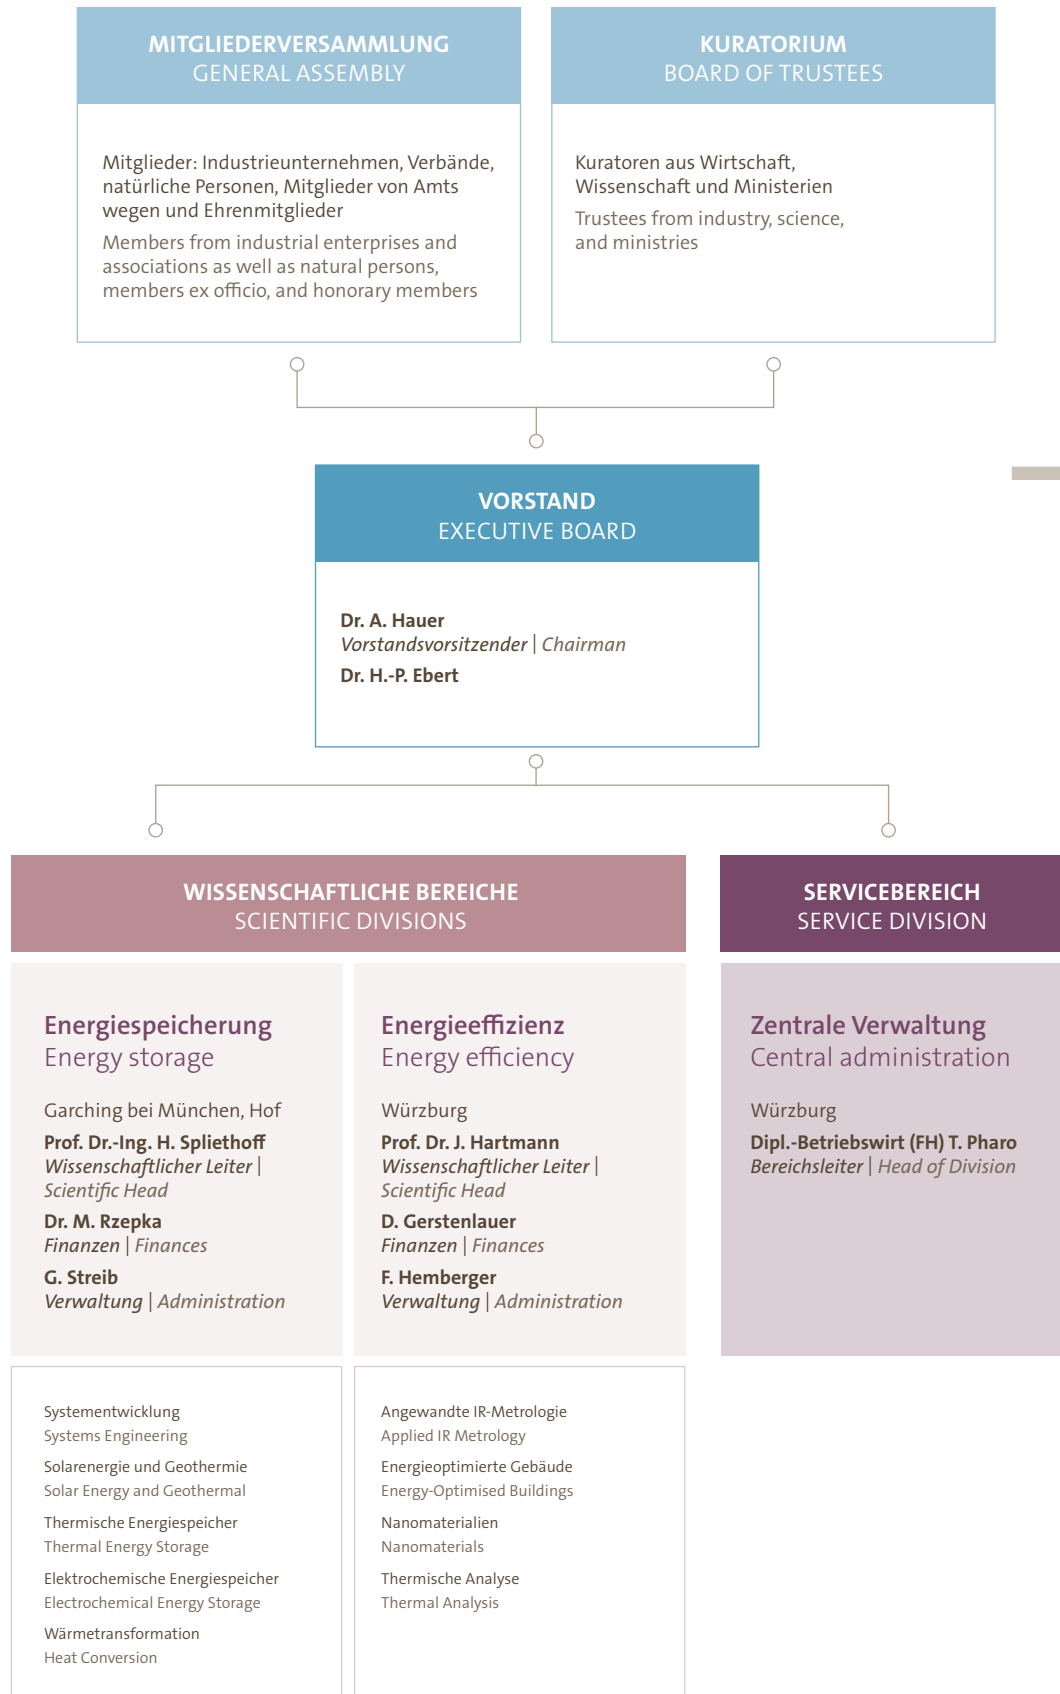 MITGLIEDERVERSAMMLUNG
GENERAL ASSEMBLY
Mitglieder: Industrieunternehmen, Verbände,
natürliche Personen, Mitglieder von Amts
wegen und Ehrenmitglieder
Members from industrial enterprises and
associations as well as natural persons,
members ex officio, and honorary members
KURATORIUM
BOARD OF TRUSTEES
Kuratoren aus Wirtschaft,
Wissenschaft und Ministerien
Trustees from industry, science,
and ministries
VORSTAND
EXECUTIVE BOARD
Dr. A. Hauer
Vorstandsvorsitzender | Chairman
Dr. H.-P. Ebert
WISSENSCHAFTLICHE BEREICHE
SCIENTIFIC DIVISIONS
Energiespeicherung
Energy storage
Garching bei München, Hof
Prof. Dr.-Ing. H. Spliethoff
Wissenschaftlicher Leiter |
Scientific Head
Dr. M. Rzepka
Finanzen | Finances
G. Streib
Verwaltung | Administration
Systementwicklung
Systems Engineering
Solarenergie und Geothermie
Solar Energy and Geothermal
Thermische Energiespeicher
Thermal Energy Storage
Elektrochemische Energiespeicher
Electrochemical Energy Storage
Wärmetransformation
Heat Conversion
Energieeffizienz
Energy efficiency
Würzburg
Prof. Dr. J. Hartmann
Wissenschaftlicher Leiter |
Scientific Head
D. Gerstenlauer
Finanzen | Finances
F. Hemberger
Verwaltung | Administration
Angewandte IR-Metrologie
Applied IR Metrology
Energieoptimierte Gebäude
Energy-Optimised Buildings
Nanomaterialien
Nanomaterials
Thermische Analyse
Thermal Analysis
SERVICEBEREICH
SERVICE DIVISION
Zentrale Verwaltung
Central administration
Würzburg
Dipl.-Betriebswirt (FH) T. Pharo
Bereichsleiter | Head of Division